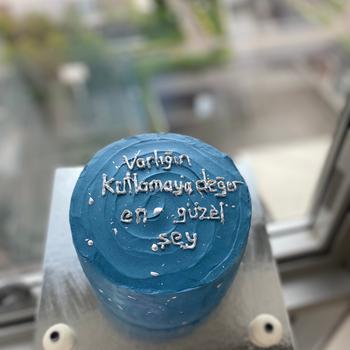 Varlığın
Kutlamaya değer
en güzel
şey